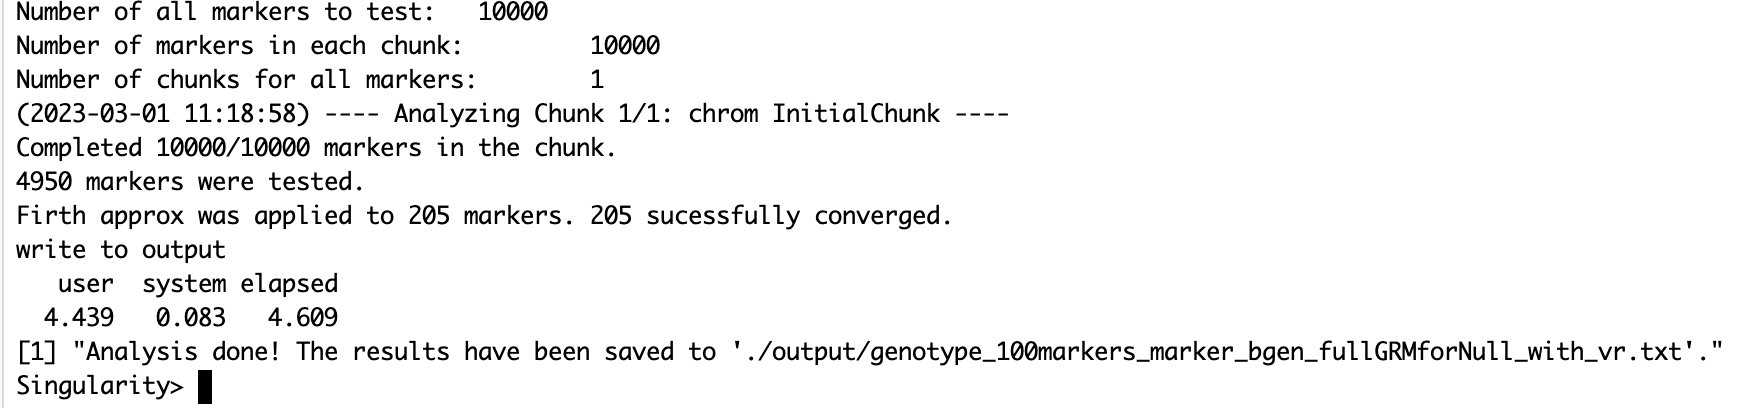 Number of all markers to test:   10000
Number of markers in each chunk:         10000
Number of chunks for all markers:        1
(2023-03-01 11:18:58) ---- Analyzing Chunk 1/1: chrom InitialChunk ----
Completed 10000/10000 markers in the chunk.
4950 markers were tested.
Firth approx was applied to 205 markers. 205 sucessfully converged.
write to output
   user  system elapsed
  4.439   0.083   4.609
[1] "Analysis done! The results have been saved to './output/genotype_100markers_marker_bgen_fullGRMforNull_with_vr.txt'."
Singularity>